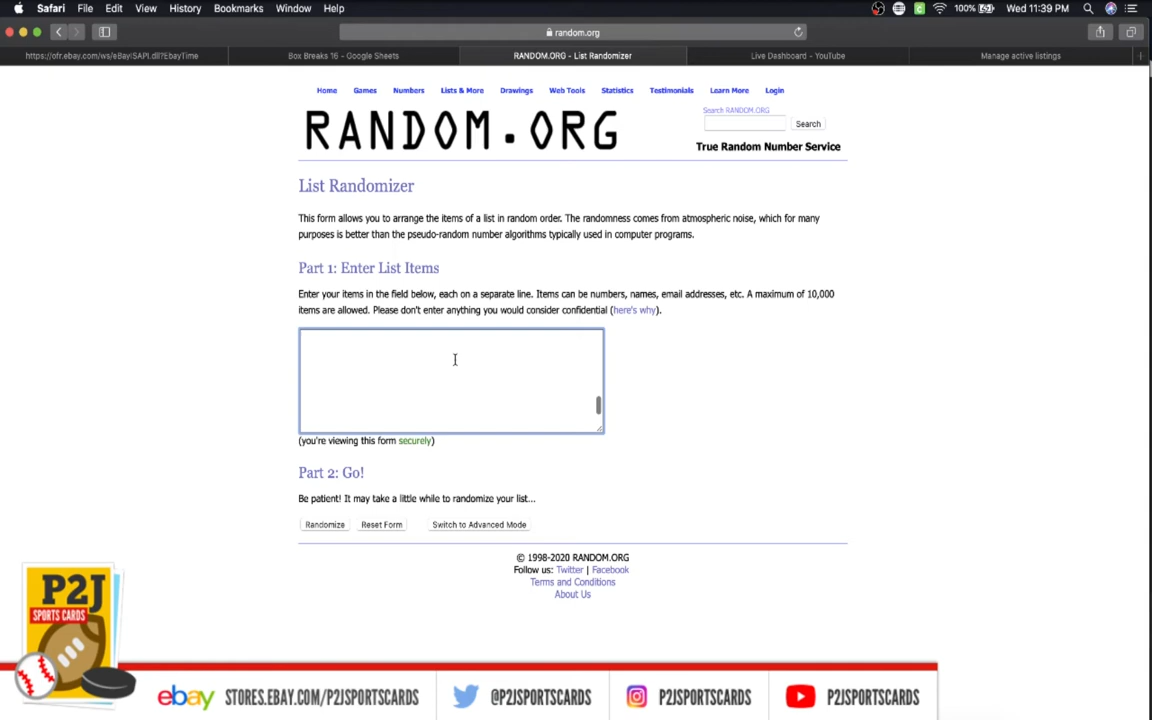 Safari File Edit View History Bookmarks Window Help 100% Wed 11:39 PM
random.org
https://ofr.ebay.com/ws/eBayISAPI.dll?EbayTime Box Breaks 16 - Google Sheets RANDOM.ORG - List Randomizer Live Dashboard - YouTube Manage active listings
Home Games Numbers Lists & More Drawings Web Tools Statistics Testimonials Learn More Login
Search RANDOM.ORG
Search
RANDOM.ORG
True Random Number Service
List Randomizer
This form allows you to arrange the items of a list in random order. The randomness comes from atmospheric noise, which for many
purposes is better than the pseudo-random number algorithms typically used in computer programs.
Part 1: Enter List Items
Enter your items in the field below, each on a separate line. Items can be numbers, names, email addresses, etc. A maximum of 10,000
items are allowed. Please don't enter anything you would consider confidential (here's why).
(you're viewing this form securely)
Part 2: Go!
Be patient! It may take a little while to randomize your list...
Randomize Reset Form Switch to Advanced Mode
© 1998-2020 RANDOM.ORG
Follow us: Twitter | Facebook
Terms and Conditions
About Us
P2J
SPORTS CARDS
ebay STORES.EBAY.COM/P2JSPORTSCARDS @P2JSPORTSCARDS P2JSPORTSCARDS P2JSPORTSCARDS